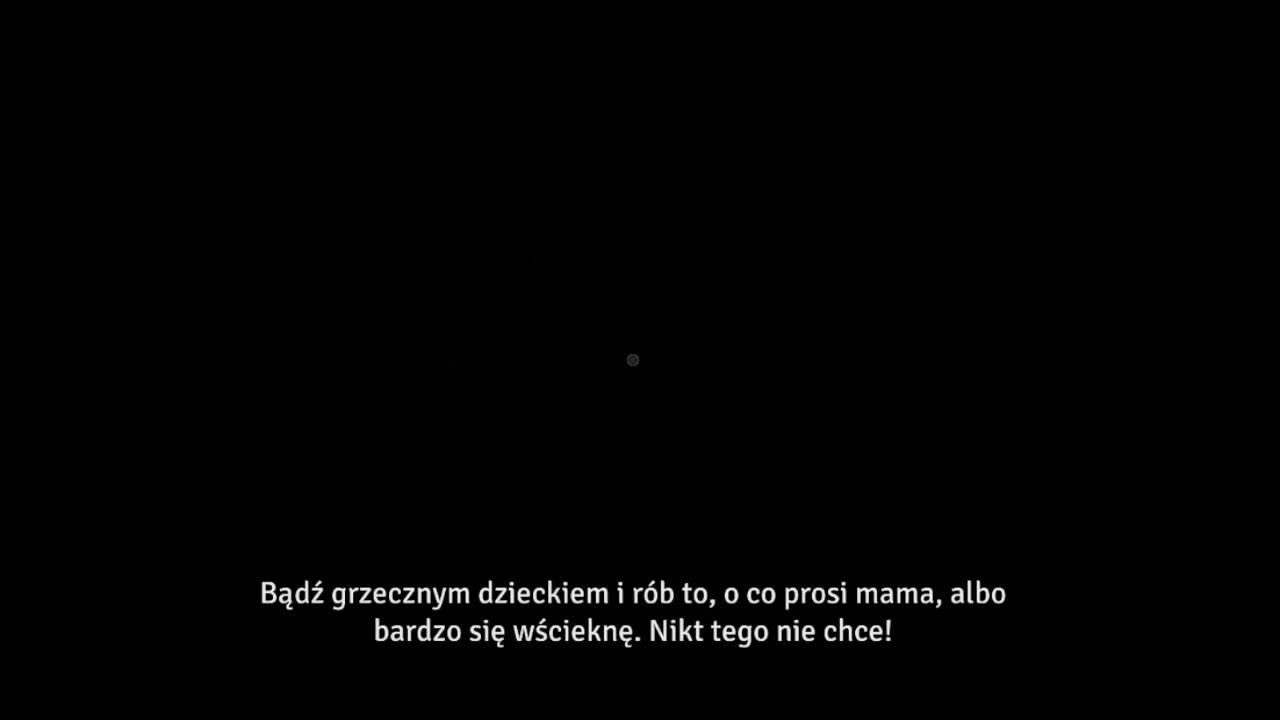 Bądź grzecznym dzieckiem i rób to, o co prosi mama, albo
bardzo się wścieknę. Nikt tego nie chce!